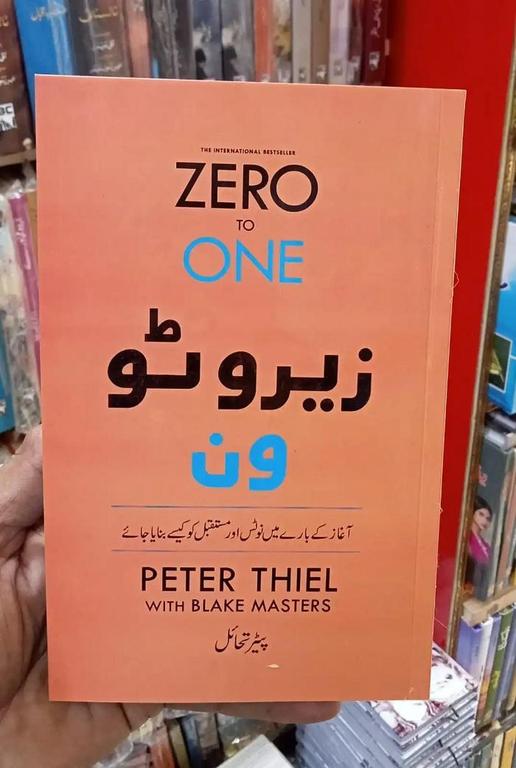 THE INTERNATIONAL BESTSELLER
ZERO
TO
ONE
زیرو ٹو
ون
آغاز کے بارے میں نوٹس اور مستقبل کو کیسے بنایا جائے
PETER THIEL
WITH BLAKE MASTERS
پیٹر تھائل